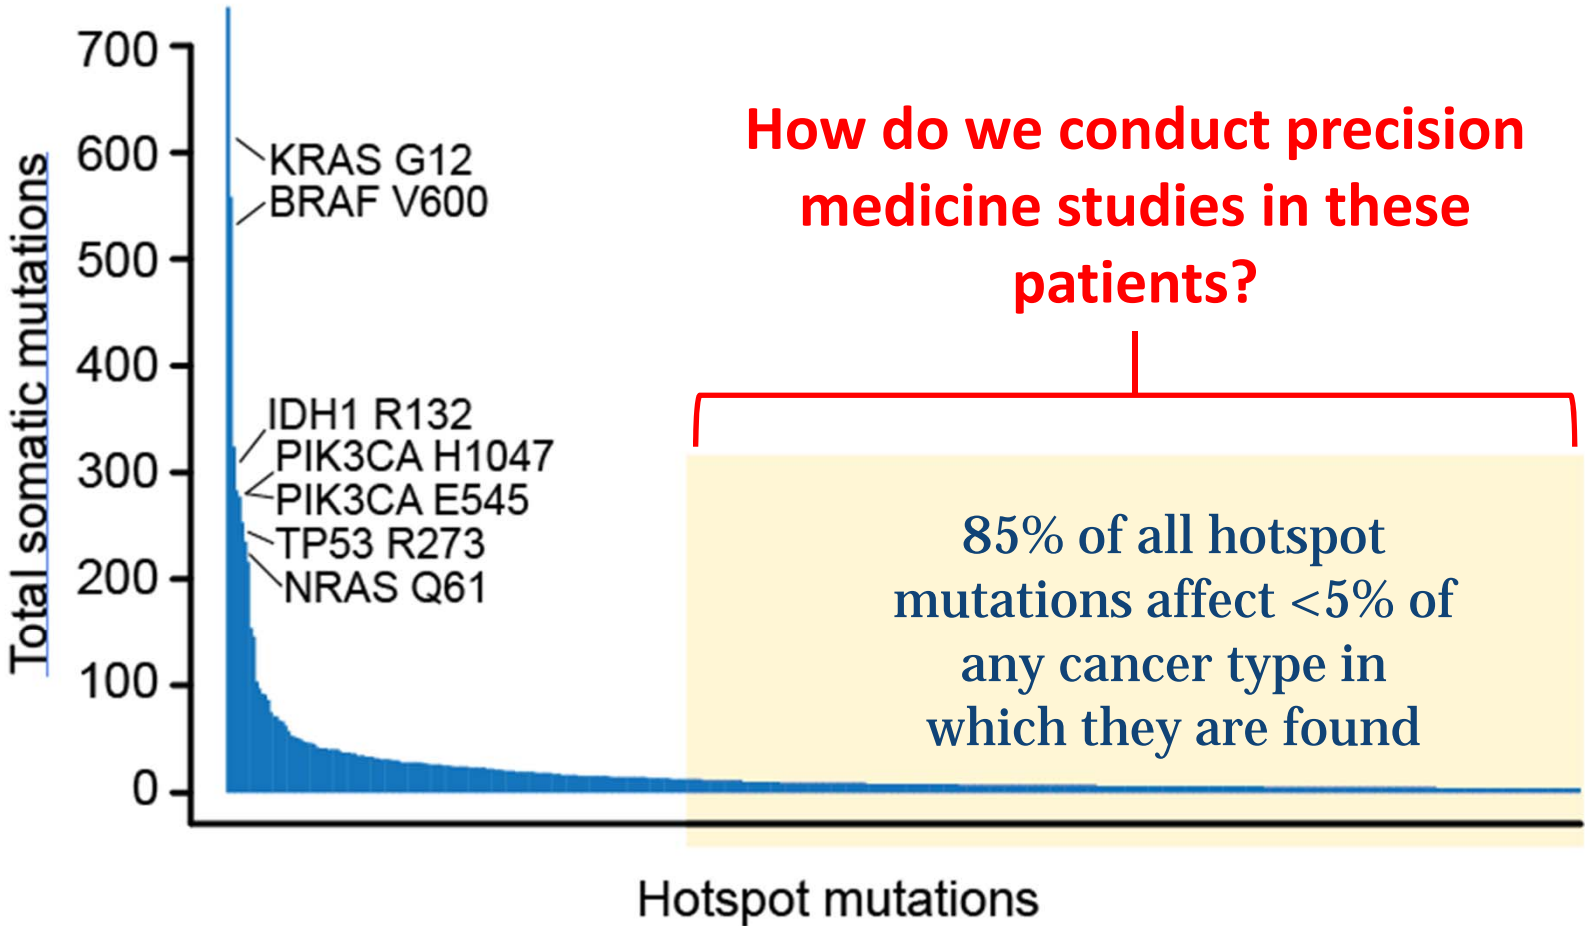 700
600
500
400
300
200
100
0
Total somatic mutations
KRAS G12
BRAF V600
IDH1 R132
PIK3CA H1047
PIK3CA E545
TP53 R273
NRAS Q61
How do we conduct precision
medicine studies in these
patients?
85% of all hotspot
mutations affect <5% of
any cancer type in
which they are found
Hotspot mutations